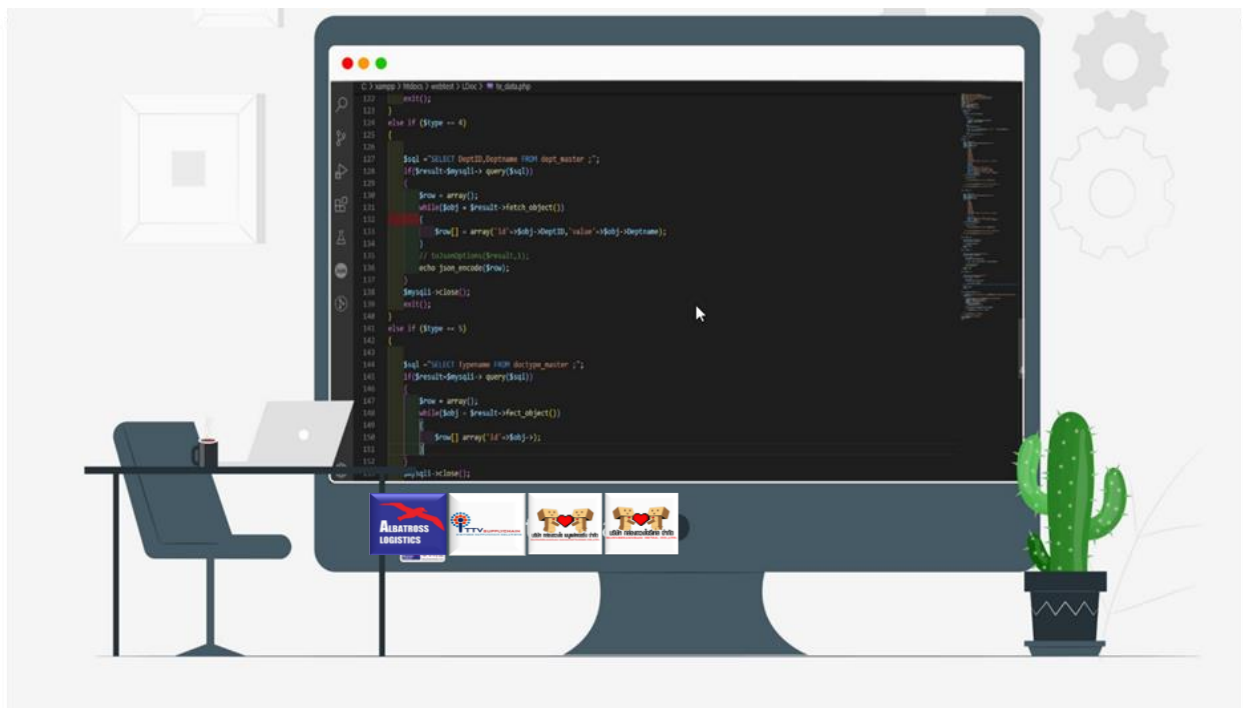 C: > xampp > htdocs > webtest > LDoc > te_data.php
122 exit();
123 }
124 else if ($type == 4)
125 {
126
127 $sql ="SELECT DeptID,Deptname FROM dept_master ;";
128 if($result=$mysqli-> query($sql))
129 {
130 $row = array();
131 while($obj = $result->fetch_object())
132 {
133 $row[] = array('id'=>$obj->DeptID,'value'=>$obj->Deptname);
134 }
135 // toJsonOptions($result,1);
136 echo json_encode($row);
137 }
138 $mysqli->close();
139 exit();
140 }
141 else if ($type == 5)
142 {
143
144 $sql ="SELECT Typename FROM doctype_master ;";
145 if($result=$mysqli-> query($sql))
146 {
147 $row = array();
148 while($obj = $result->fect_object())
149 {
150 $row[] array('id'=>$obj->);
151 }
152 }
$mysqli->close();
ALBATROSS
LOGISTICS
TTV SUPPLYCHAIN